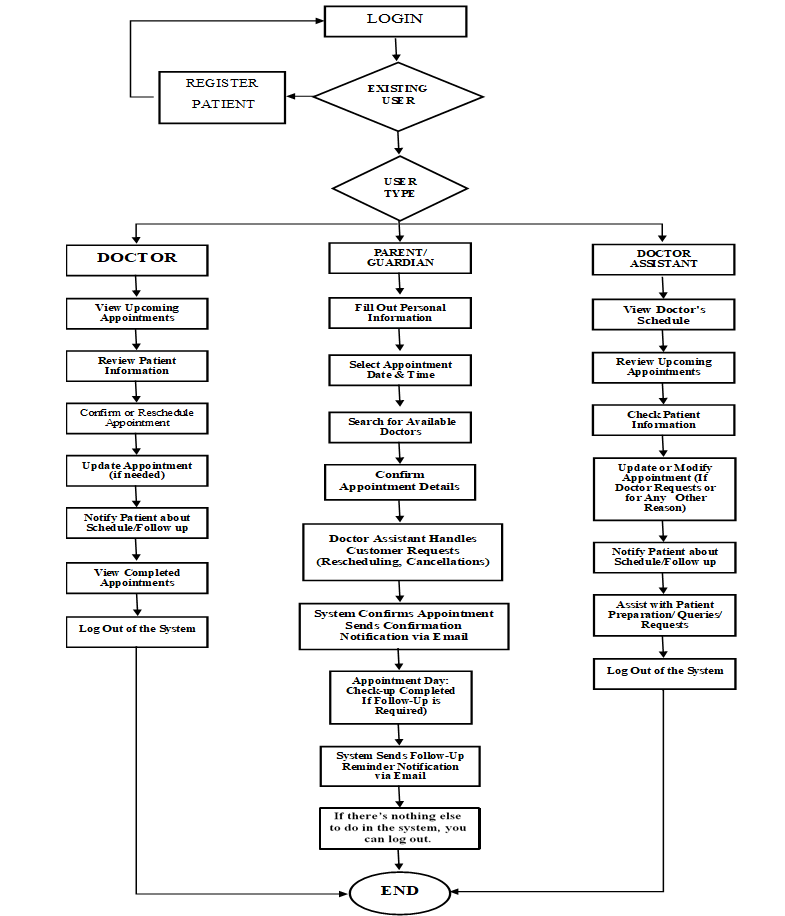 LOGIN
REGISTER
PATIENT
EXISTING
USER
USER
TYPE
DOCTOR
View Upcoming
Appointments
Review Patient
Information
Confirm or Reschedule
Appointment
Update Appointment
(if needed)
Notify Patient about
Schedule/Follow up
View Completed
Appointments
Log Out of the System
PARENT/
GUARDIAN
Fill Out Personal
Information
Select Appointment
Date & Time
Search for Available
Doctors
Confirm
Appointment Details
Doctor Assistant Handles
Customer Requests
(Rescheduling, Cancellations)
System Confirms Appointment
Sends Confirmation
Notification via Email
Appointment Day:
Check-up Completed
If Follow-Up is
Required)
System Sends Follow-Up
Reminder Notification
via Email
If there's nothing else
to do in the system, you
can log out.
DOCTOR
ASSISTANT
View Doctor's
Schedule
Review Upcoming
Appointments
Check Patient
Information
Update or Modify
Appointment (If
Doctor Requests or
for Any Other
Reason)
Notify Patient about
Schedule/Follow up
Assist with Patient
Preparation/ Queries/
Requests
Log Out of the System
END